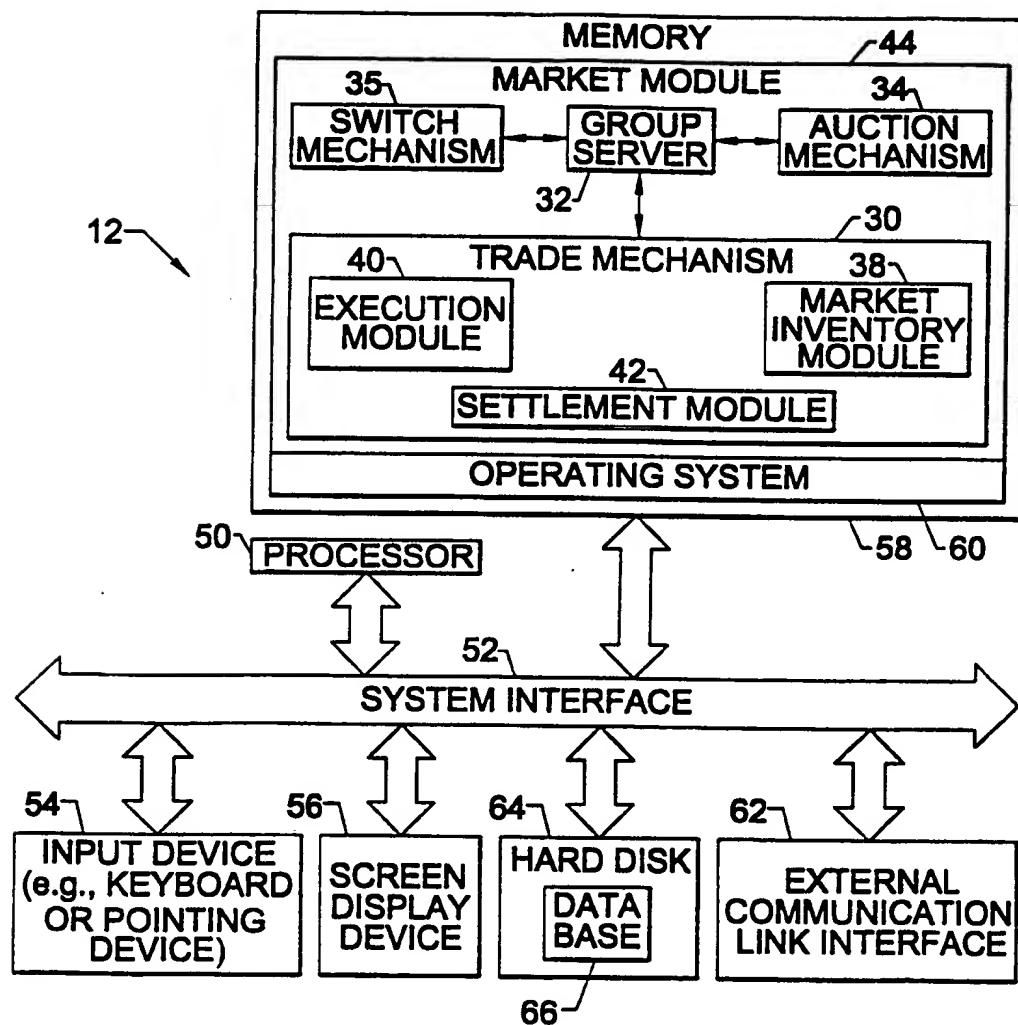 MEMORY
44
MARKET MODULE
35
34
SWITCH
MECHANISM
GROUP
SERVER
AUCTION
MECHANISM
32
12
30
TRADE MECHANISM
40
38
EXECUTION
MODULE
MARKET
INVENTORY
MODULE
42
SETTLEMENT MODULE
OPERATING SYSTEM
50
58
60
PROCESSOR
52
SYSTEM INTERFACE
54
56
64
62
INPUT DEVICE
(e.g., KEYBOARD
OR POINTING
DEVICE)
SCREEN
DISPLAY
DEVICE
HARD DISK
DATA
BASE
EXTERNAL
COMMUNICATION
LINK INTERFACE
66